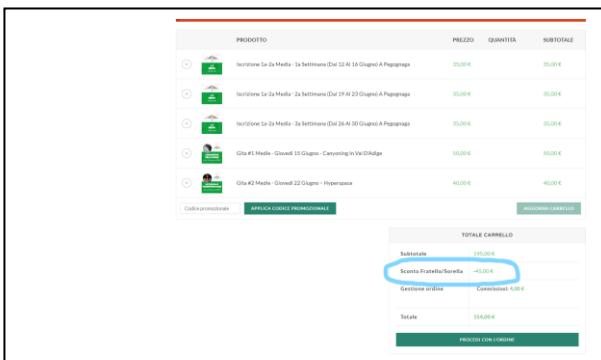 PRODOTTO PREZZO QUANTITÀ SUBTOTALE
Iscrizione 1a-2a Media - 1a Settimana (Dal 12 Al 16 Giugno) A Pegognaga 35,00 € 35,00 €
Iscrizione 1a-2a Media - 2a Settimana (Dal 19 Al 23 Giugno) A Pegognaga 35,00 € 35,00 €
Iscrizione 1a-2a Media - 3a Settimana (Dal 26 Al 30 Giugno) A Pegognaga 35,00 € 35,00 €
Gita #1 Medie - Giovedì 15 Giugno - Canyoning in Val D'Adige 50,00 € 50,00 €
Gita #2 Medie - Giovedì 22 Giugno - Hyperspace 40,00 € 40,00 €
Codice promozionale APPLICA CODICE PROMOZIONALE AGGIORNA CARRELLO
TOTALE CARRELLO
Subtotale 195,00 €
Sconto Fratello/Sorella -45,00 €
Gestione ordine Commissioni: 4,00 €
Totale 154,00 €
PROCEDI CON L'ORDINE